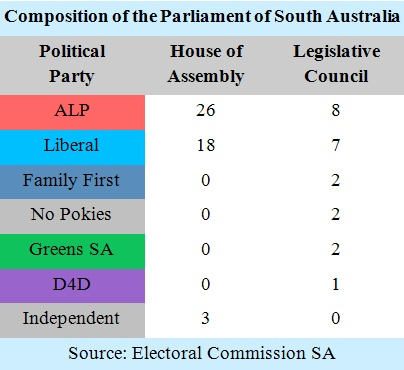 Composition of the Parliament of South Australia
Political Party House of Assembly Legislative Council
ALP 26 8
Liberal 18 7
Family First 0 2
No Pokies 0 2
Greens SA 0 2
D4D 0 1
Independent 3 0
Source: Electoral Commission SA